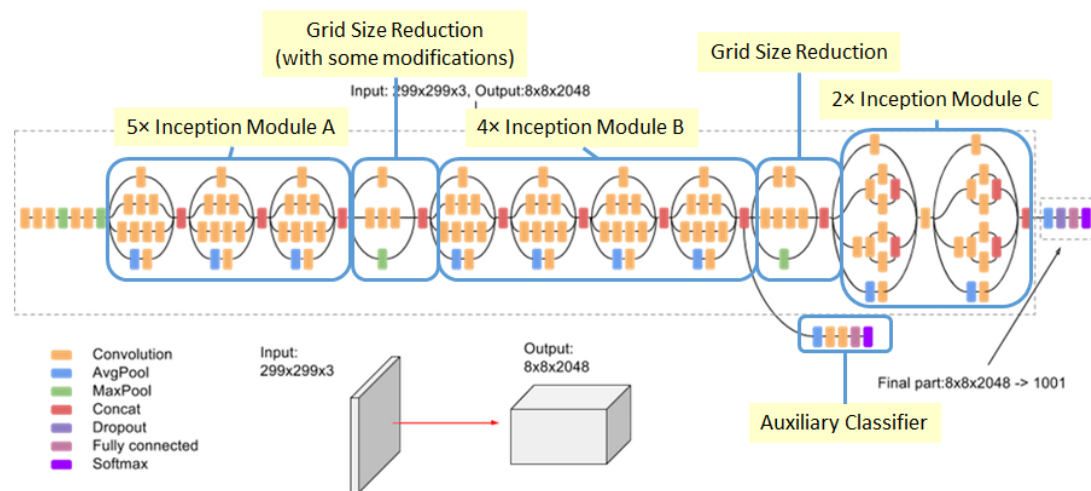 Grid Size Reduction
(with some modifications)
Grid Size Reduction
Input: 299x299x3, Output:8x8x2048
5× Inception Module A
4× Inception Module B
2× Inception Module C
Convolution
AvgPool
MaxPool
Concat
Dropout
Fully connected
Softmax
Input:
299x299x3
Output:
8x8x2048
Final part:8x8x2048 -> 1001
Auxiliary Classifier